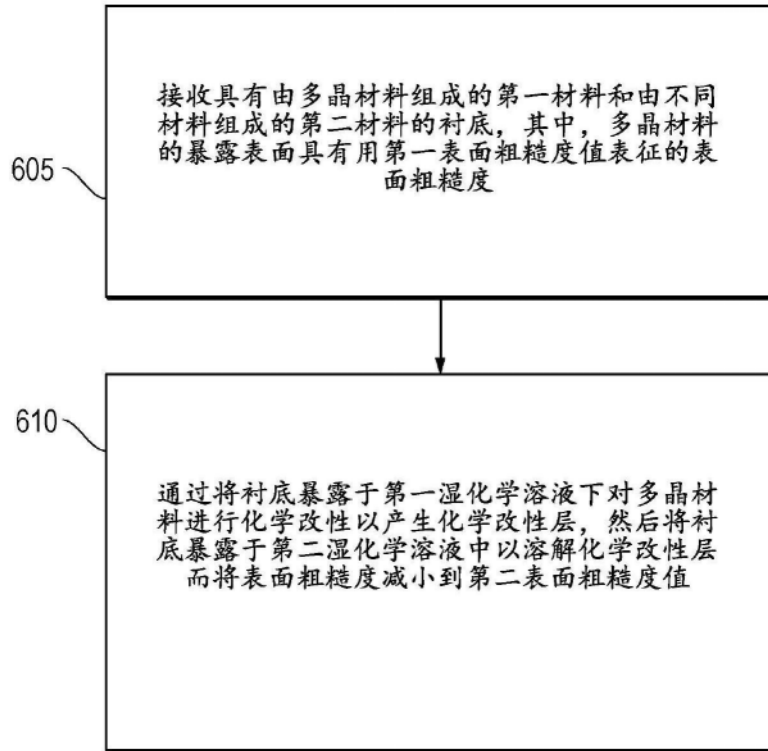 接收具有由多晶材料组成的第一材料和由不同
材料组成的第二材料的衬底，其中，多晶材料
的暴露表面具有用第一表面粗糙度值表征的表
面粗糙度
605
610
通过将衬底暴露于第一湿化学溶液下对多晶材
料进行化学改性以产生化学改性层，然后将衬
底暴露于第二湿化学溶液中以溶解化学改性层
而将表面粗糙度减小到第二表面粗糙度值